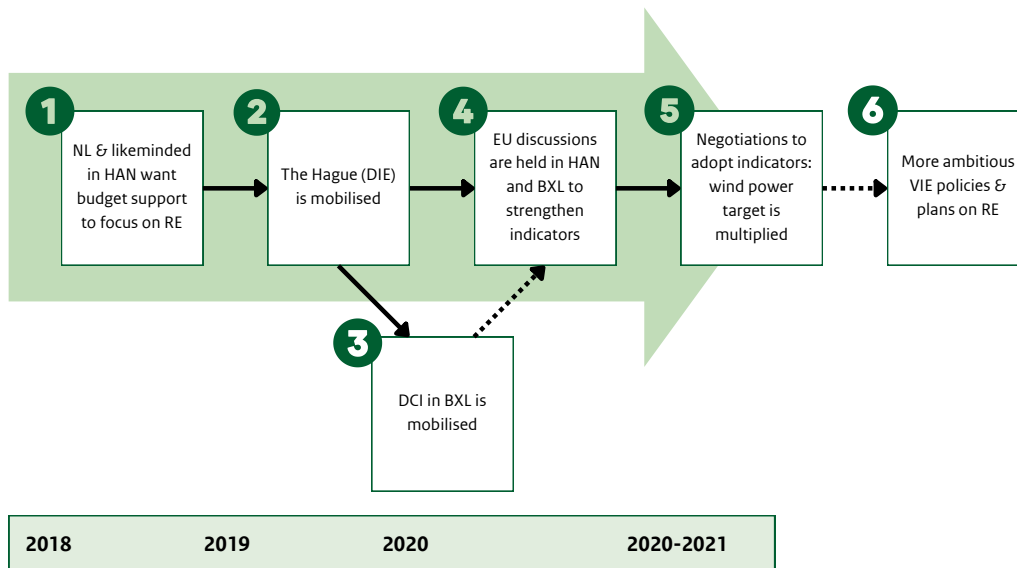 1
NL & likeminded
in HAN want
budget support
to focus on RE
2
The Hague (DIE)
is mobilised
4
EU discussions
are held in HAN
and BXL to
strengthen
indicators
5
Negotiations to
adopt indicators:
wind power
target is
multiplied
6
More ambitious
VIE policies &
plans on RE
3
DCI in BXL is
mobilised
2018 2019 2020 2020-2021